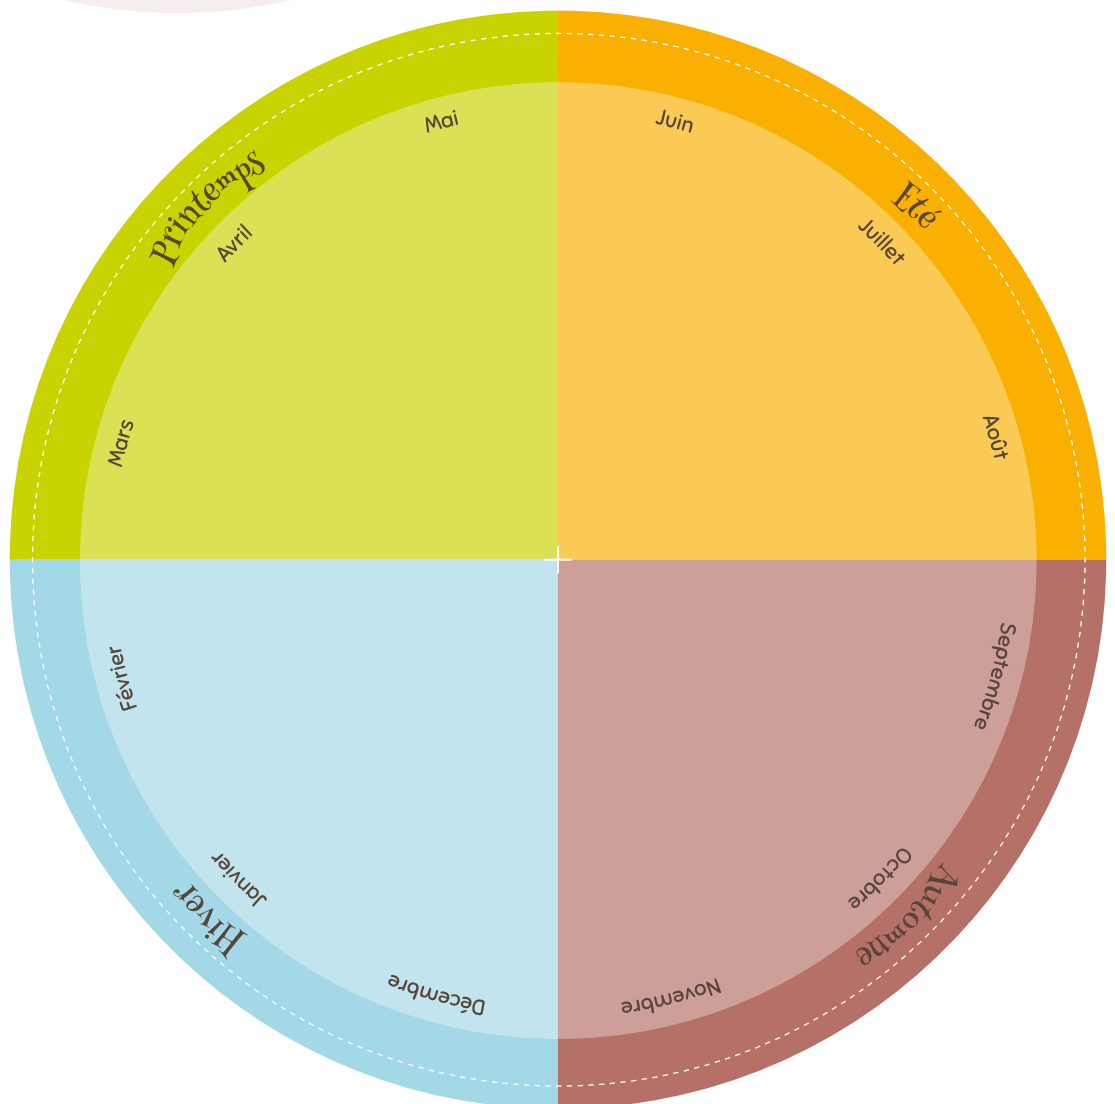 Printemps
Mars
Avril
Mai
Eté
Juin
Juillet
Août
Automne
Septembre
Octobre
Novembre
Hiver
Décembre
Janvier
Février